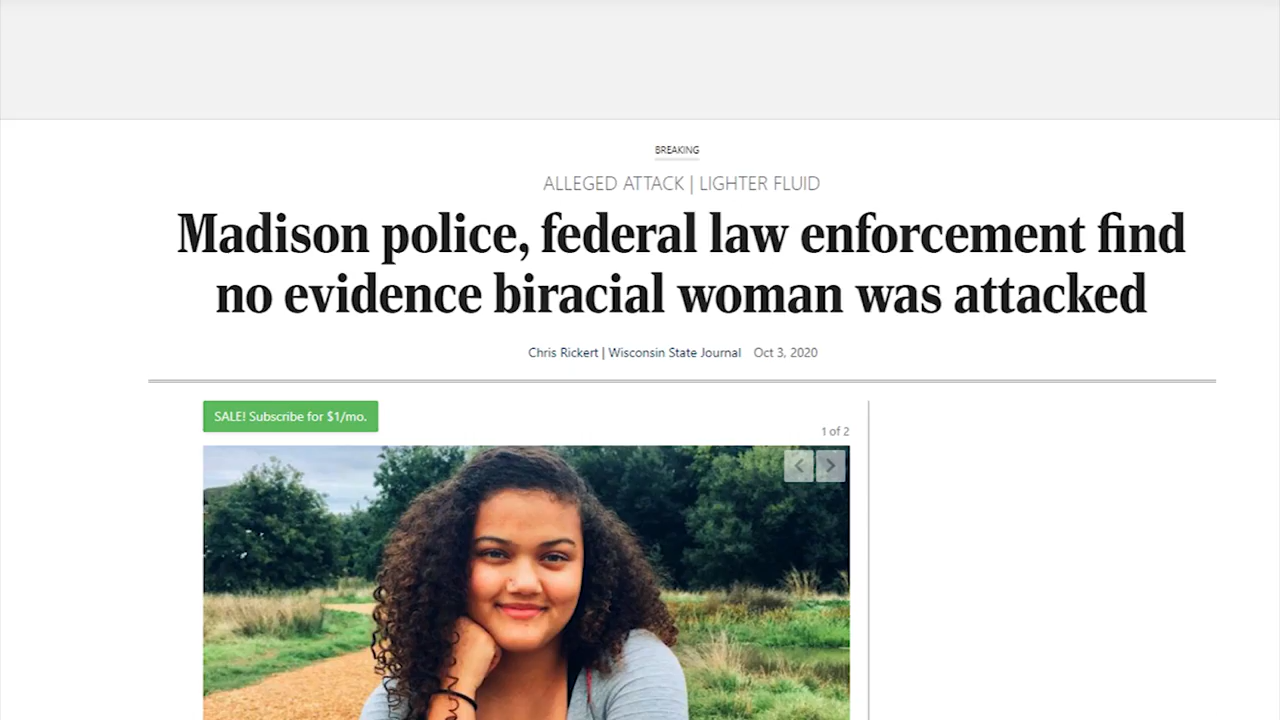 BREAKING
ALLEGED ATTACK | LIGHTER FLUID
Madison police, federal law enforcement find
no evidence biracial woman was attacked
Chris Rickert | Wisconsin State Journal Oct 3, 2020
SALE! Subscribe for $1/mo.
1 of 2